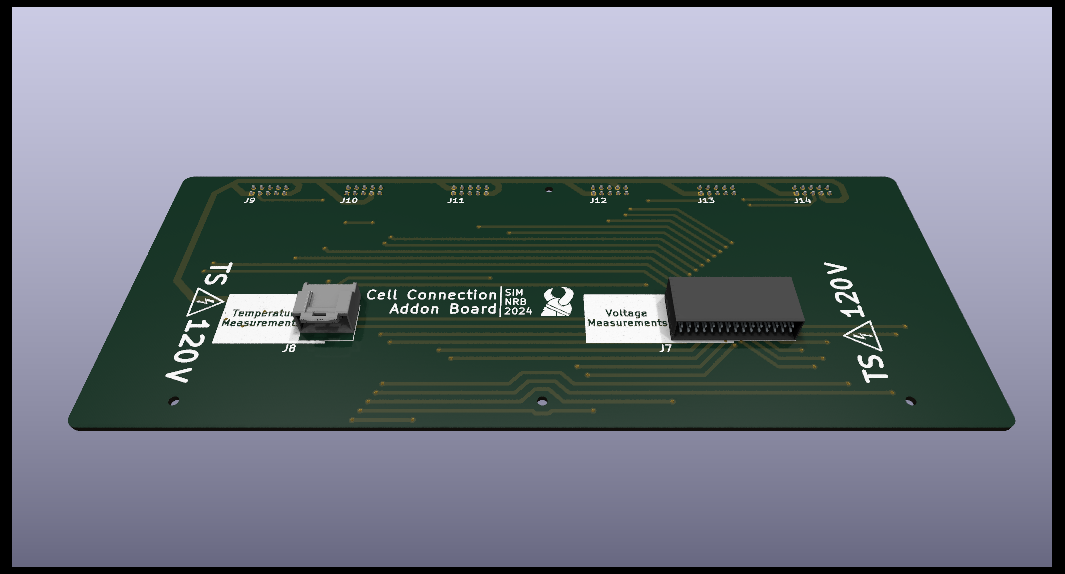 J9 J10 J11 J12 J13 J14
TS 120V
Temperatu
Measurement
J8
Cell Connection
Addon Board
SIM
NRB
2024
Voltage
Measurements
J7
TS 120V